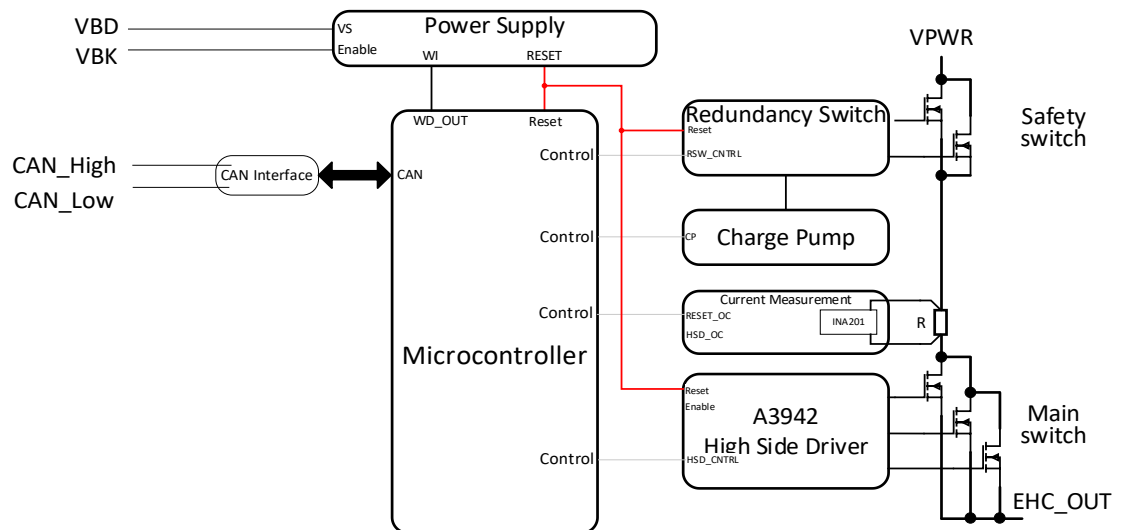 Power Supply
VBD
VS
VBK
Enable
WI
RESET
VPWR
WD_OUT
Reset
Redundancy Switch
Reset
Safety
switch
Control
RSW_CNTRL
CAN_High
CAN Interface
CAN
CAN_Low
Control
CP
Charge Pump
Current Measurement
Control
RESET_OC
INA201
R
HSD_OC
Microcontroller
Reset
Enable
A3942
High Side Driver
Main
switch
Control
HSD_CNTRL
EHC_OUT